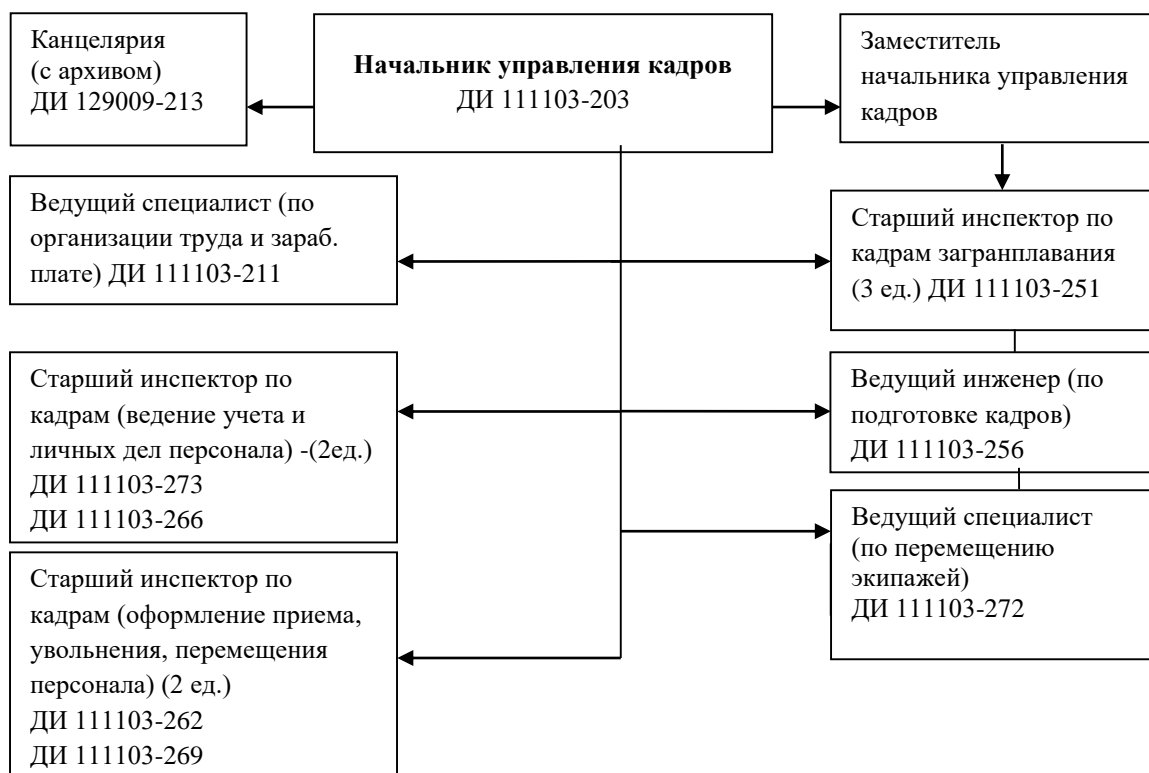 Канцелярия
(с архивом)
ДИ 129009-213
Начальник управления кадров
ДИ 111103-203
Заместитель
начальника управления
кадров
Ведущий специалист (по
организации труда и зараб.
плате) ДИ 111103-211
Старший инспектор по
кадрам загранплавания
(3 ед.) ДИ 111103-251
Старший инспектор по
кадрам (ведение учета и
личных дел персонала) -(2ед.)
ДИ 111103-273
ДИ 111103-266
Ведущий инженер (по
подготовке кадров)
ДИ 111103-256
Ведущий специалист
(по перемещению
экипажей)
ДИ 111103-272
Старший инспектор по
кадрам (оформление приема,
увольнения, перемещения
персонала) (2 ед.)
ДИ 111103-262
ДИ 111103-269